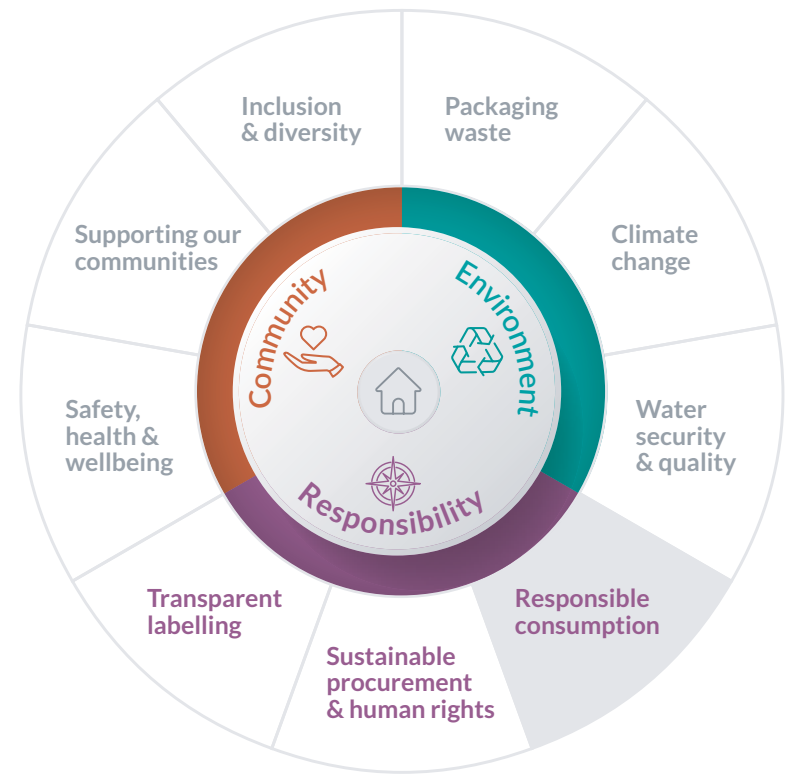 Inclusion
& diversity
Packaging
waste
Supporting our
communities
Climate
change
Community
Environment
Safety,
health &
wellbeing
Water
security
& quality
Responsibility
Transparent
labelling
Responsible
consumption
Sustainable
procurement
& human rights